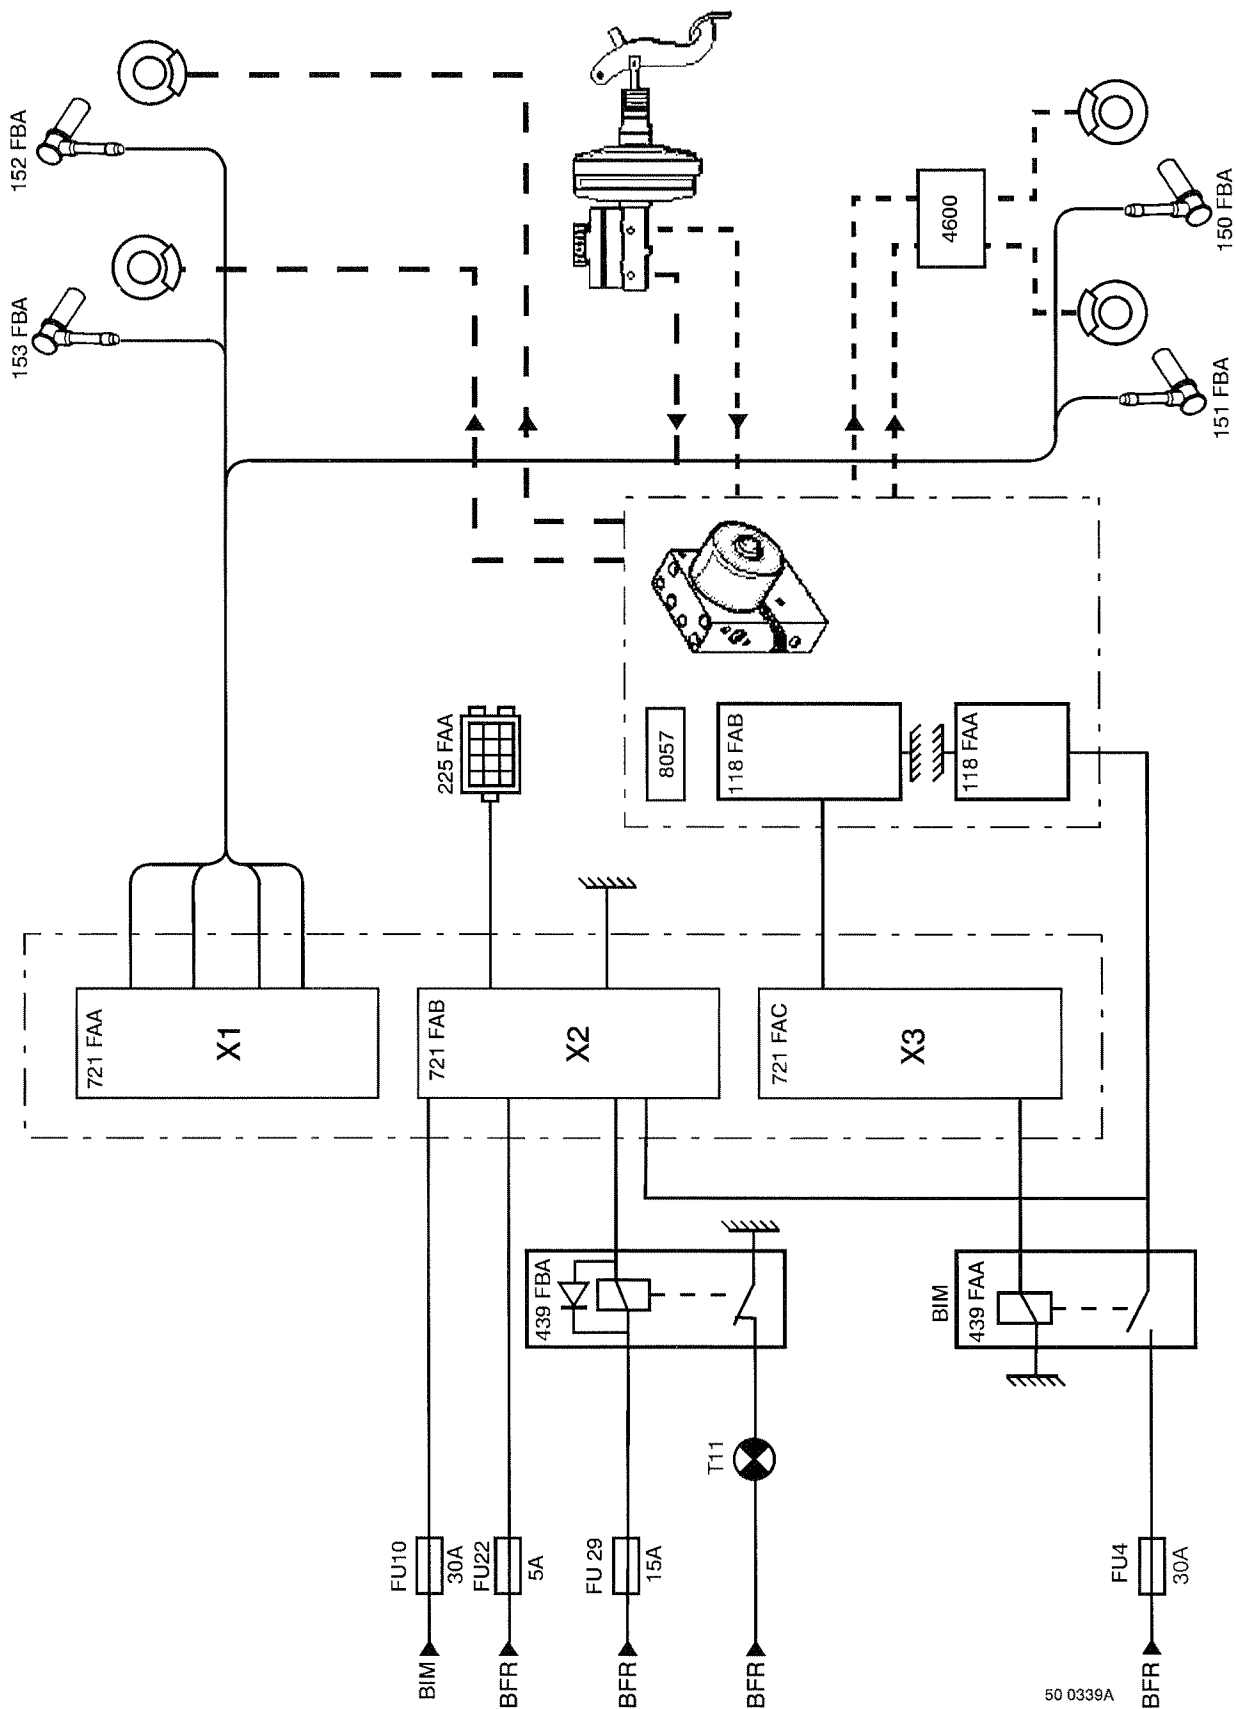 152 FBA
153 FBA
4600
150 FBA
151 FBA
225 FAA
8057
118 FAB
118 FAA
721 FAA
X1
721 FAB
X2
721 FAC
X3
439 FBA
BIM
439 FAA
T11
FU10
30A
FU22
5A
FU 29
15A
FU4
30A
BIM
BFR
BFR
BFR
BFR
50 0339A